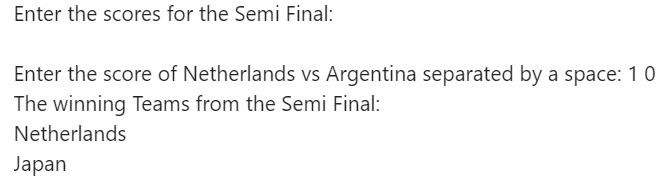 Enter the scores for the Semi Final:
Enter the score of Netherlands vs Argentina separated by a space: 1 0
The winning Teams from the Semi Final:
Netherlands
Japan